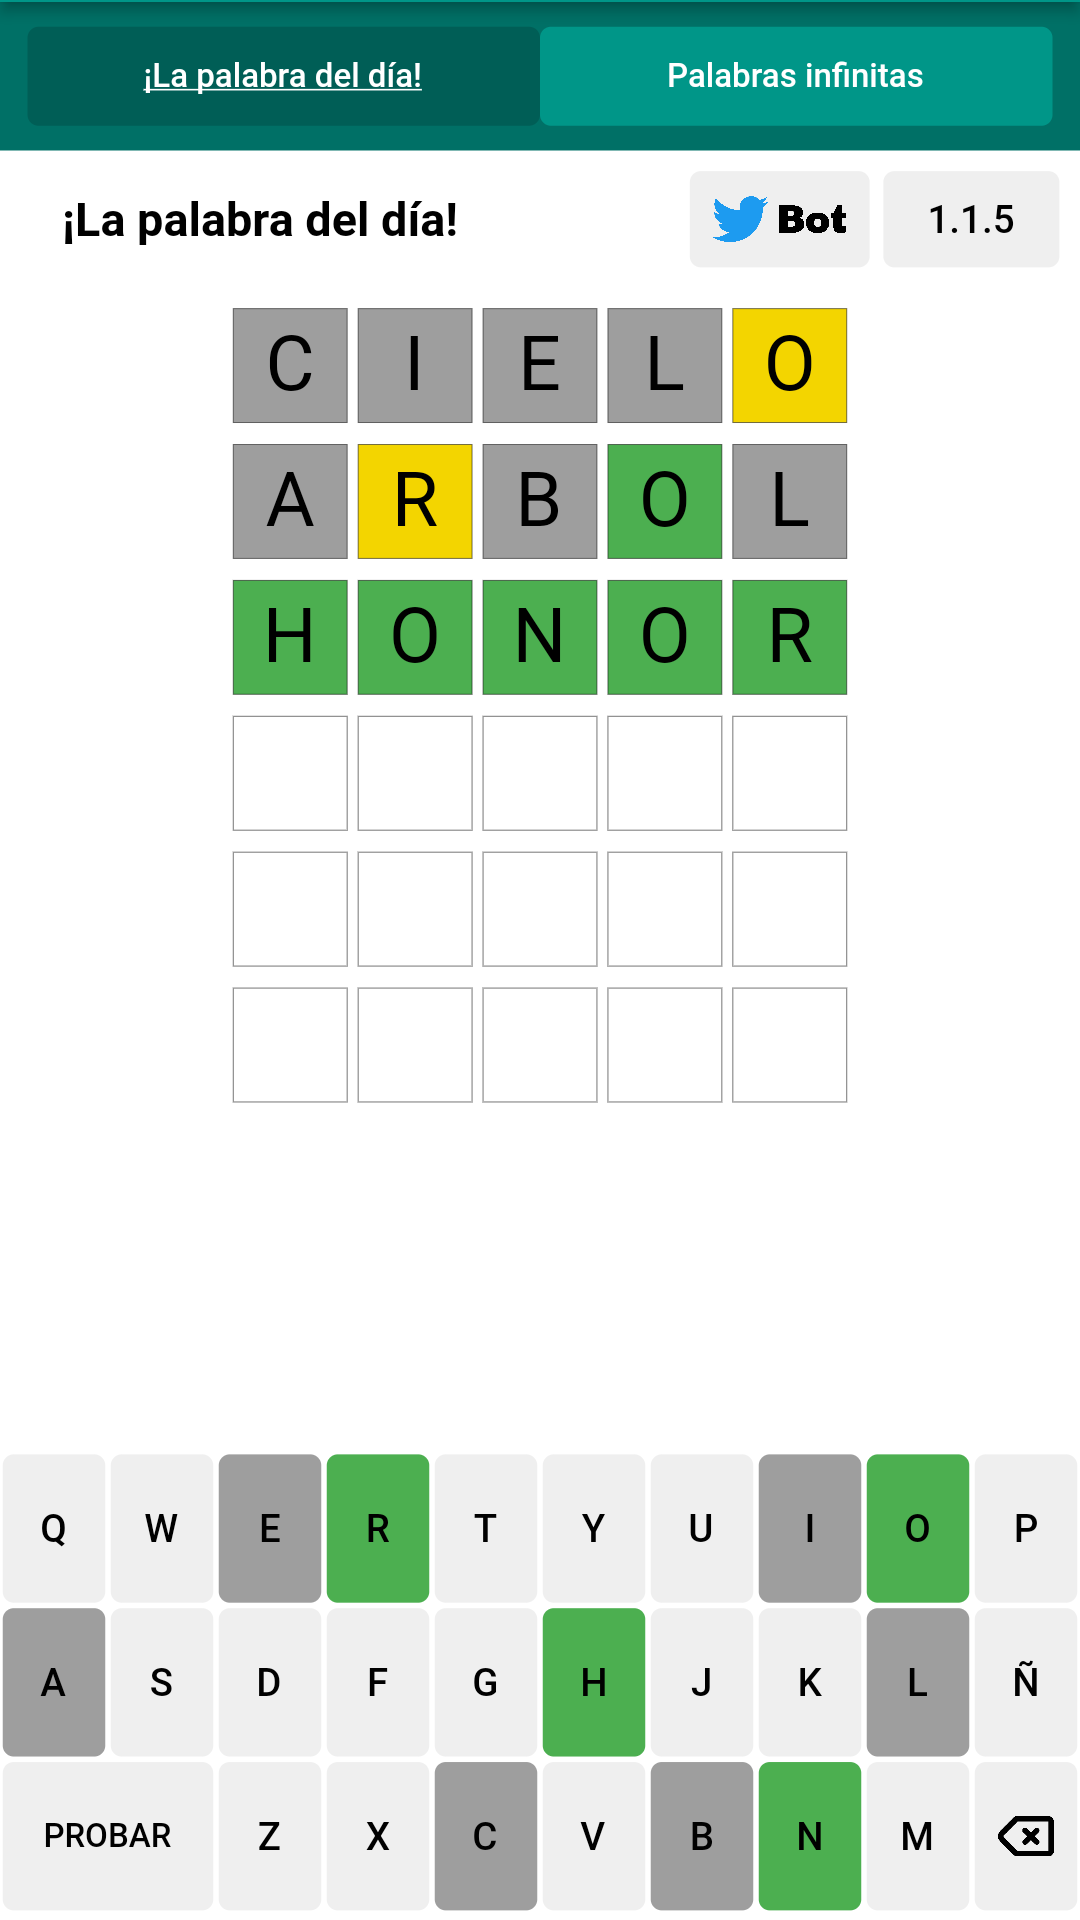 ¡La palabra del día! Palabras infinitas
¡La palabra del día! Bot 1.1.5
C I E L O
A R B O L
H O N O R
Q W E R T Y U I O P
A S D F G H J K L Ñ
PROBAR Z X C V B N M